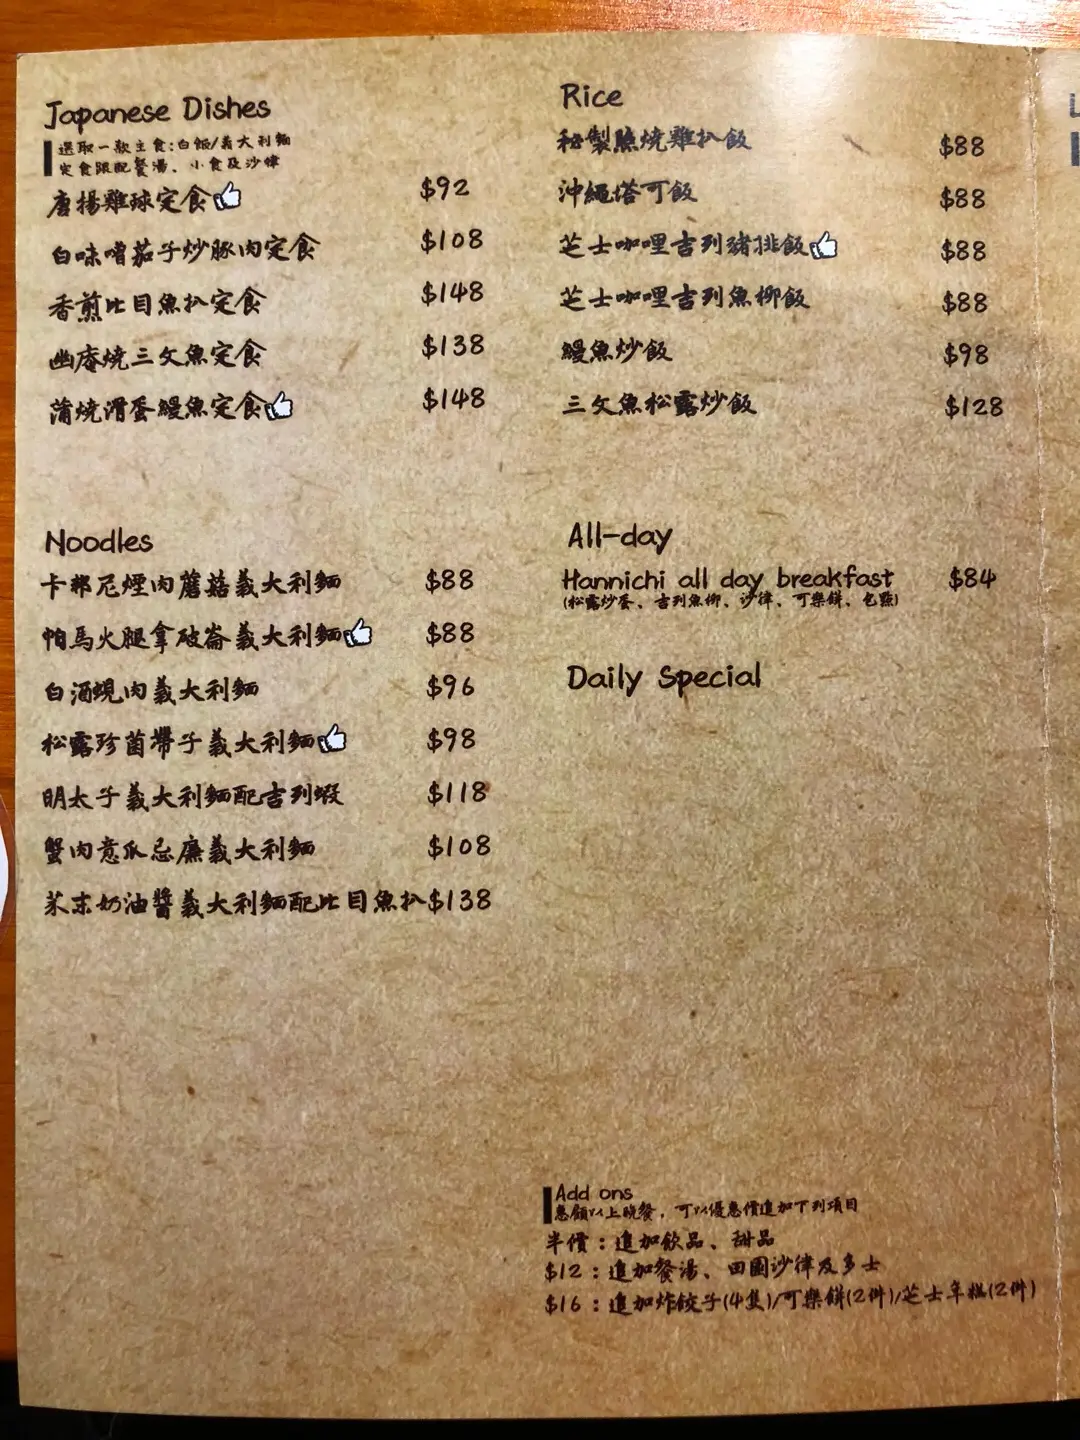 Japanese Dishes
選取一款主食:白飯/義大利麵
定食跟配餐湯、小食及沙律
唐揚雞球定食 $92
白味噌茄子炒豚肉定食 $108
香煎比目魚扒定食 $148
幽庵燒三文魚定食 $138
蒲燒滑蛋鰻魚定食 $148
Noodles
卡邦尼煙肉蘑菇義大利麵 $88
帕馬火腿拿破崙義大利麵 $88
白酒蜆肉義大利麵 $96
松露珍菌帶子義大利麵 $98
明太子義大利麵配吉列蝦 $118
蟹肉意瓜忌廉義大利麵 $108
芥末奶油醬義大利麵配比目魚扒 $138
Rice
秘製照燒雞扒飯 $88
沖繩塔可飯 $88
芝士咖哩吉列豬排飯 $88
芝士咖哩吉列魚柳飯 $88
鰻魚炒飯 $98
三文魚松露炒飯 $128
All-day
Hannichi all day breakfast $84
(松露炒蛋、吉列魚柳、沙律、可樂餅、包點)
Daily Special
Add ons
惠顧以上晚餐，可以優惠價追加下列項目
半價：追加飲品、甜品
$12：追加餐湯、田園沙律及多士
$16：追加炸餃子(4隻)/可樂餅(2件)/芝士年糕(2件)